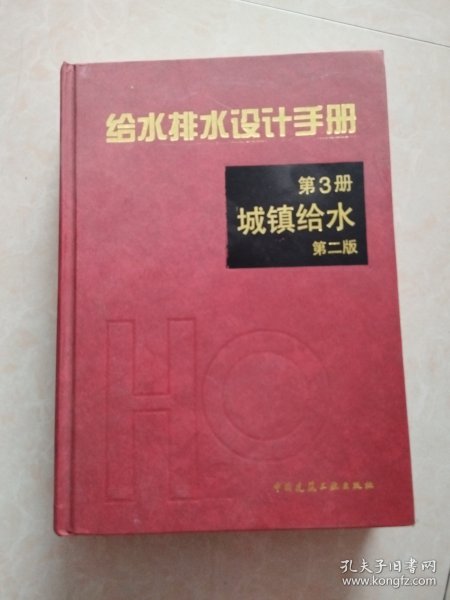 给水排水设计手册
第3册
城镇给水
第二版
HO
中国建筑工业出版社
孔夫子旧书网
www.kongfz.com